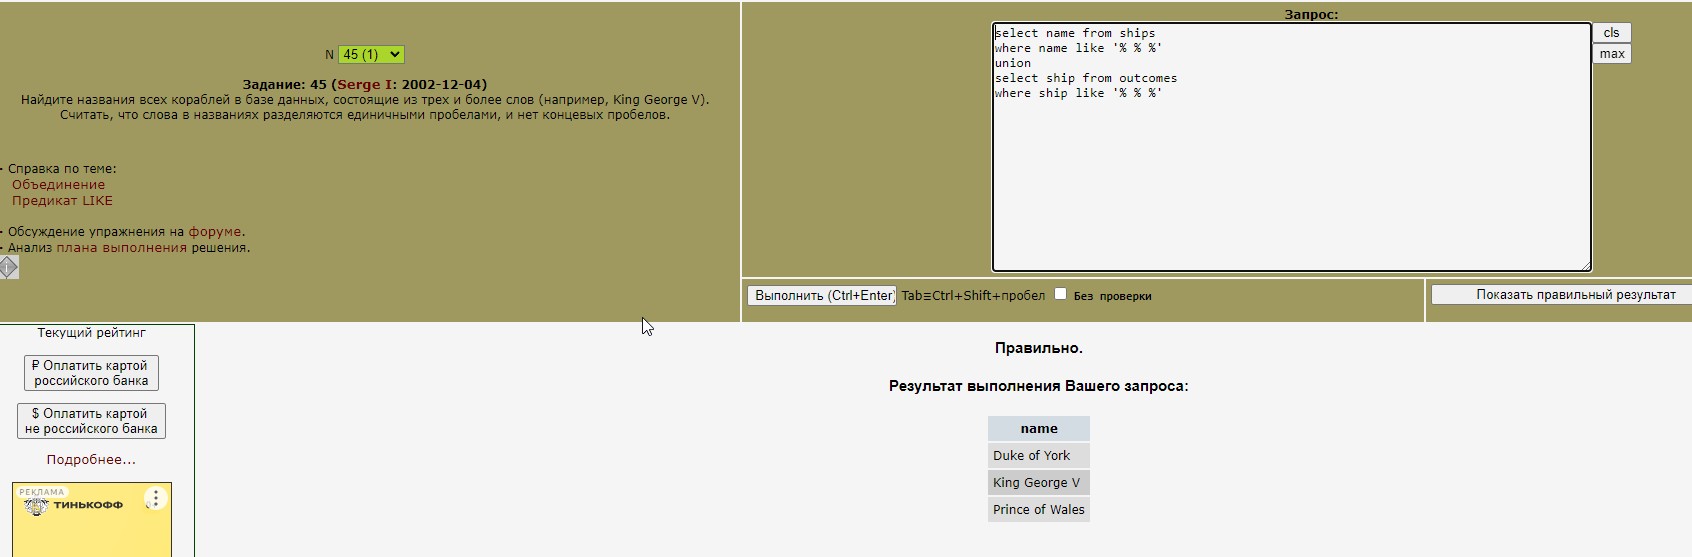 N 45 (1)
Задание: 45 (Serge I: 2002-12-04)
Найдите названия всех кораблей в базе данных, состоящие из трех и более слов (например, King George V).
Считать, что слова в названиях разделяются единичными пробелами, и нет концевых пробелов.
- Справка по теме:
Объединение
Предикат LIKE
- Обсуждение упражнения на форуме.
- Анализ плана выполнения решения.
Запрос:
select name from ships
where name like '% % %'
union
select ship from outcomes
where ship like '% % %'
cls
max
Выполнить (Ctrl+Enter) Tab≡Ctrl+Shift+пробел Без проверки
Показать правильный результат
Текущий рейтинг
₽ Оплатить картой
российского банка
$ Оплатить картой
не российского банка
Подробнее...
РЕКЛАМА
ТИНЬКОФФ
Правильно.
Результат выполнения Вашего запроса:
name
Duke of York
King George V
Prince of Wales